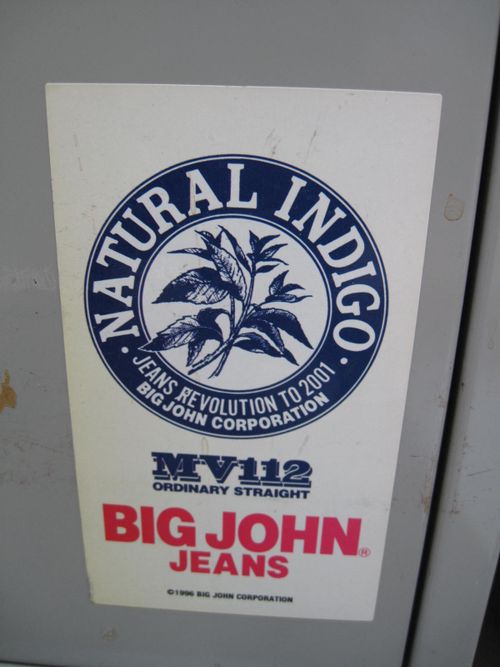 NATURAL INDIGO
JEANS REVOLUTION TO 2001
BIG JOHN CORPORATION
MV112
ORDINARY STRAIGHT
BIG JOHN®
JEANS
©1996 BIG JOHN CORPORATION